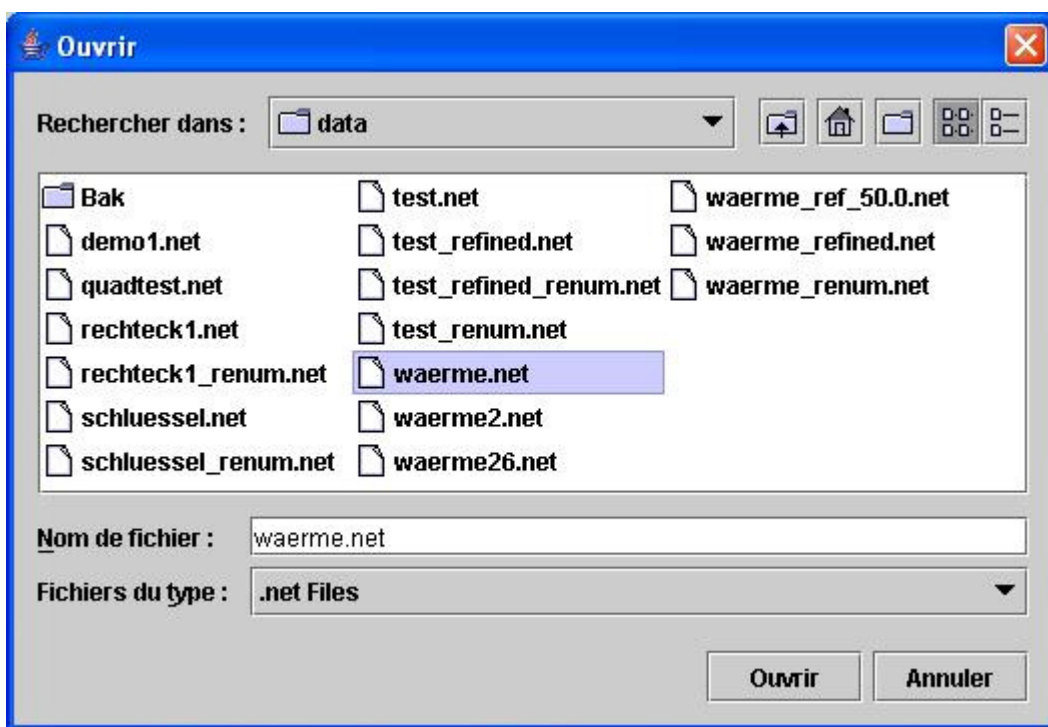 Ouvrir
Rechercher dans :
data
Bak
demo1.net
quadtest.net
rechteck1.net
rechteck1_renum.net
schluessel.net
schluessel_renum.net
test.net
test_refined.net
test_refined_renum.net
test_renum.net
waerme.net
waerme2.net
waerme26.net
waerme_ref_50.0.net
waerme_refined.net
waerme_renum.net
Nom de fichier :
waerme.net
Fichiers du type :
.net Files
Ouvrir
Annuler